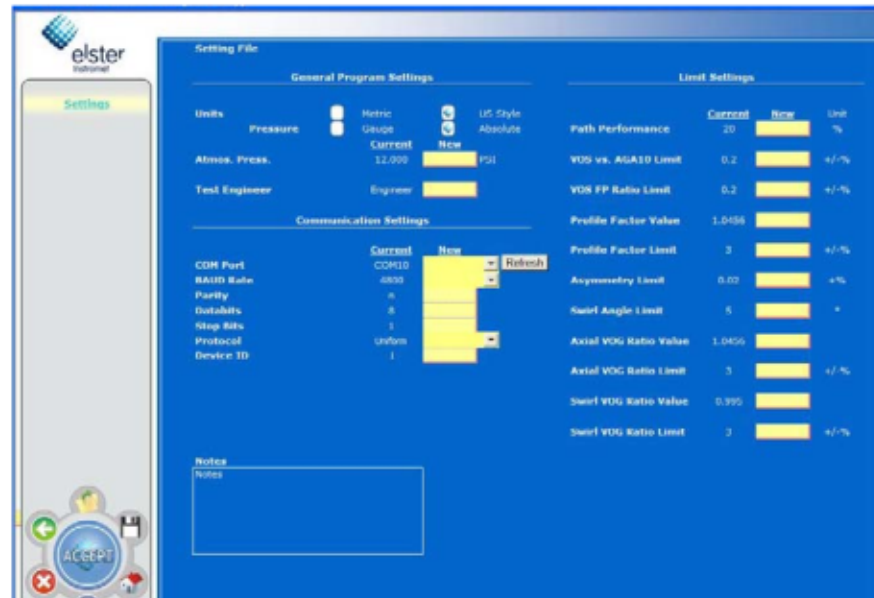 elster
Instromet
Settings
Setting File
General Program Settings
Units Metric US Style
Pressure Gauge Absolute
Current New
Atmos. Press. 12.000 PSI
Test Engineer Engineer
Communication Settings
Current New
COM Port COM10 Refresh
BAUD Rate 4800
Parity n
Databits 8
Stop Bits 1
Protocol Uniform
Device ID 1
Notes
Notes
Limit Settings
Current New Unit
Path Performance 20 %
VOS vs. AGA10 Limit 0.2 +/-%
VOS FP Ratio Limit 0.2 +/-%
Profile Factor Value 1.0456
Profile Factor Limit 3 +/-%
Asymmetry Limit 0.02 +%
Swirl Angle Limit 5 °
Axial VOG Ratio Value 1.0456
Axial VOG Ratio Limit 3 +/-%
Swirl VOG Ratio Value 0.995
Swirl VOG Ratio Limit 3 +/-%
ACCEPT